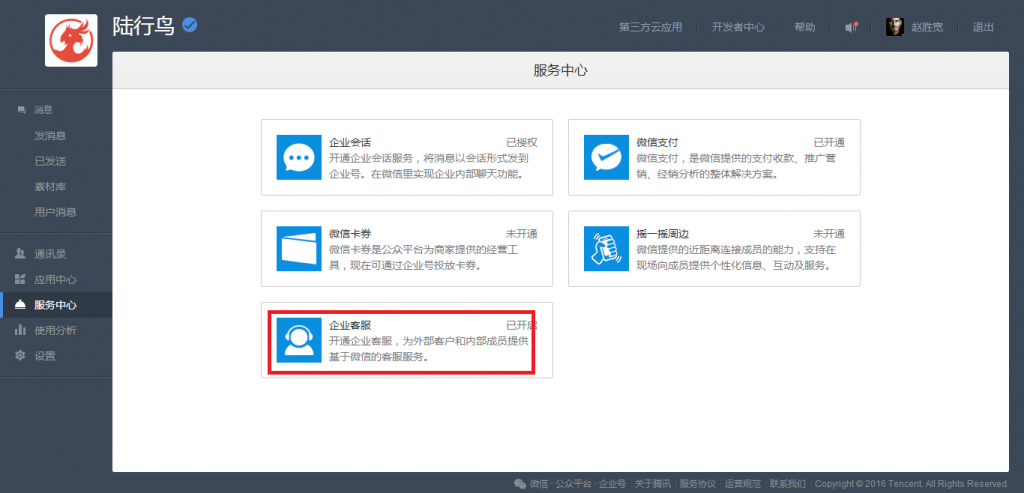 陆行鸟
第三方云应用 开发者中心 帮助 赵胜宽 退出
服务中心
消息
发消息
已发送
素材库
用户消息
通讯录
应用中心
服务中心
使用分析
设置
企业会话 已授权
开通企业会话服务，将消息以会话形式发到
企业号。在微信里实现企业内部聊天功能。
微信支付 已开通
微信支付，是微信提供的支付收款、推广营
销、经销分析的整体解决方案。
微信卡券 未开通
微信卡券是公众平台为商家提供的经营工
具，现在可通过企业号投放卡券。
摇一摇周边 未开通
微信提供的近距离连接成员的能力，支持在
现场向成员提供个性化信息、互动及服务。
企业客服 已开启
开通企业客服，为外部客户和内部成员提供
基于微信的客服服务。
微信·公众平台·企业号 | 关于腾讯 | 服务协议 | 运营规范 | 联系我们 | Copyright © 2016 Tencent. All Rights Reserved.